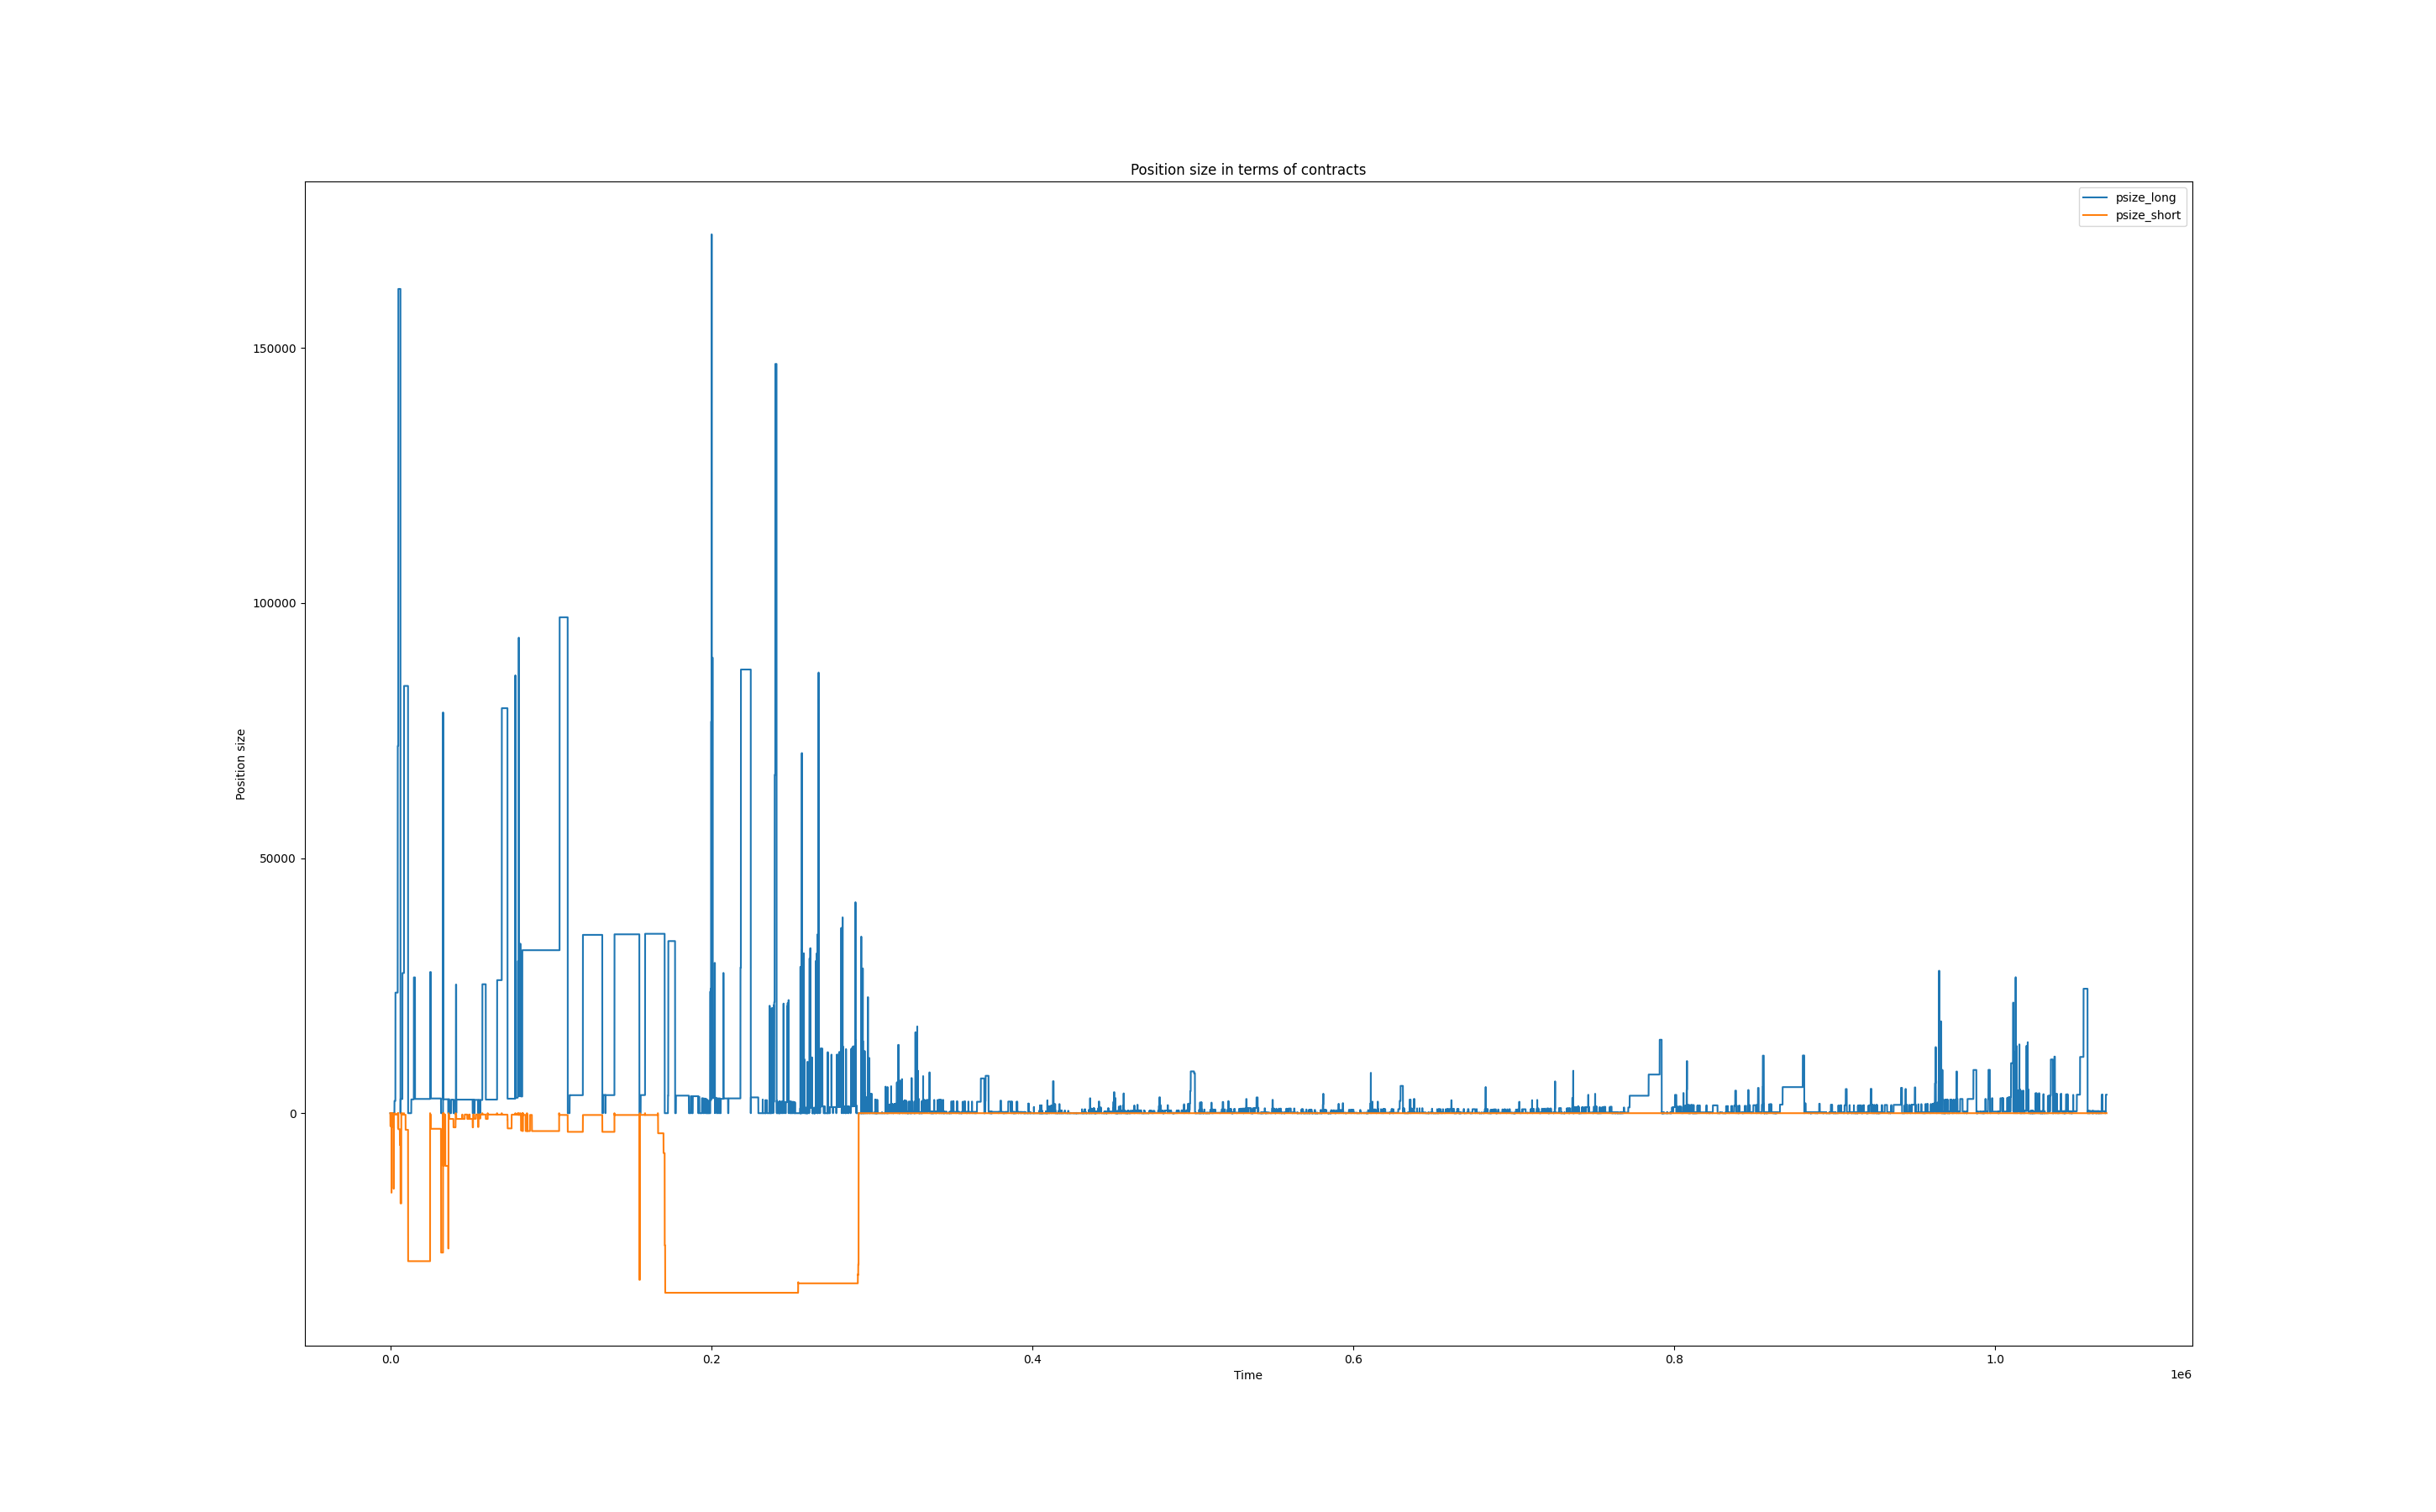 Position size in terms of contracts
psize_long
psize_short
Position size
150000
100000
50000
0
0.0
0.2
0.4
0.6
0.8
1.0
Time
1e6